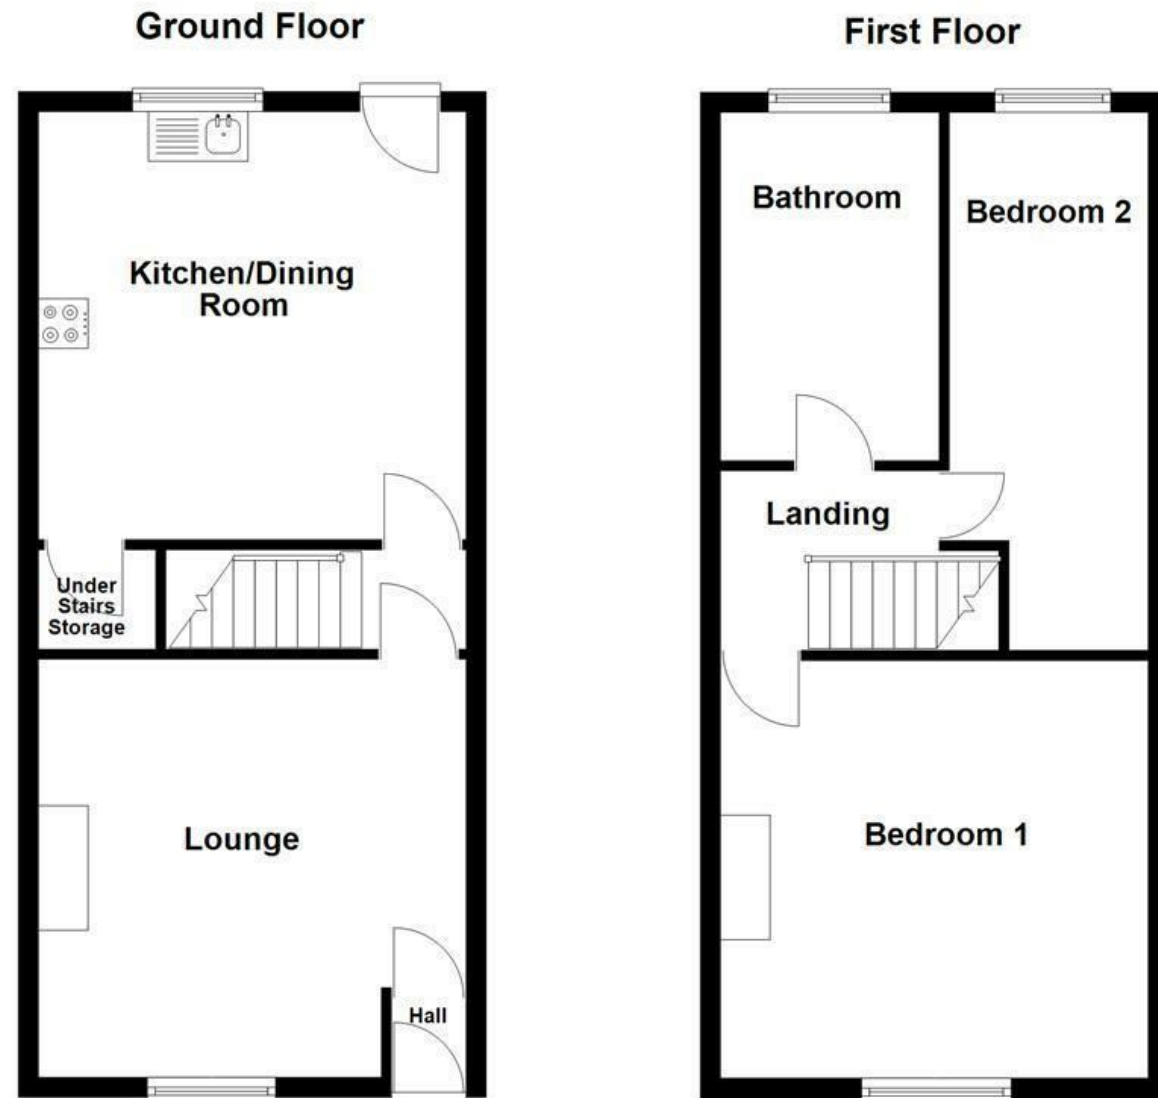 Ground Floor
Kitchen/Dining
Room
Under
Stairs
Storage
Lounge
Hall
First Floor
Bathroom
Bedroom 2
Landing
Bedroom 1